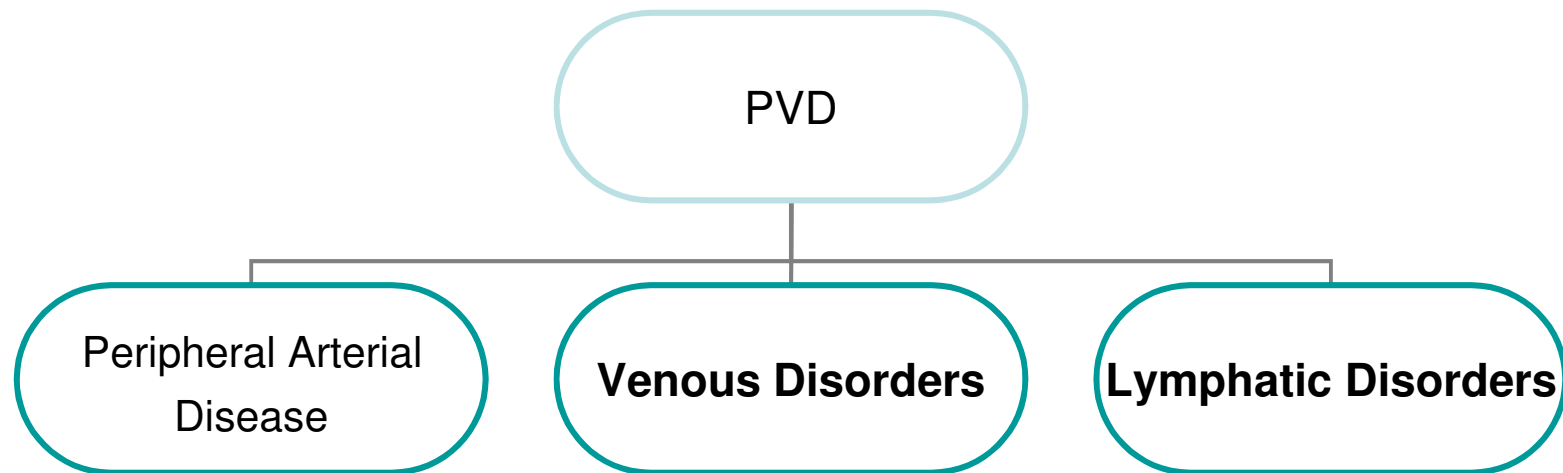 PVD
Peripheral Arterial
Disease
Venous Disorders
Lymphatic Disorders